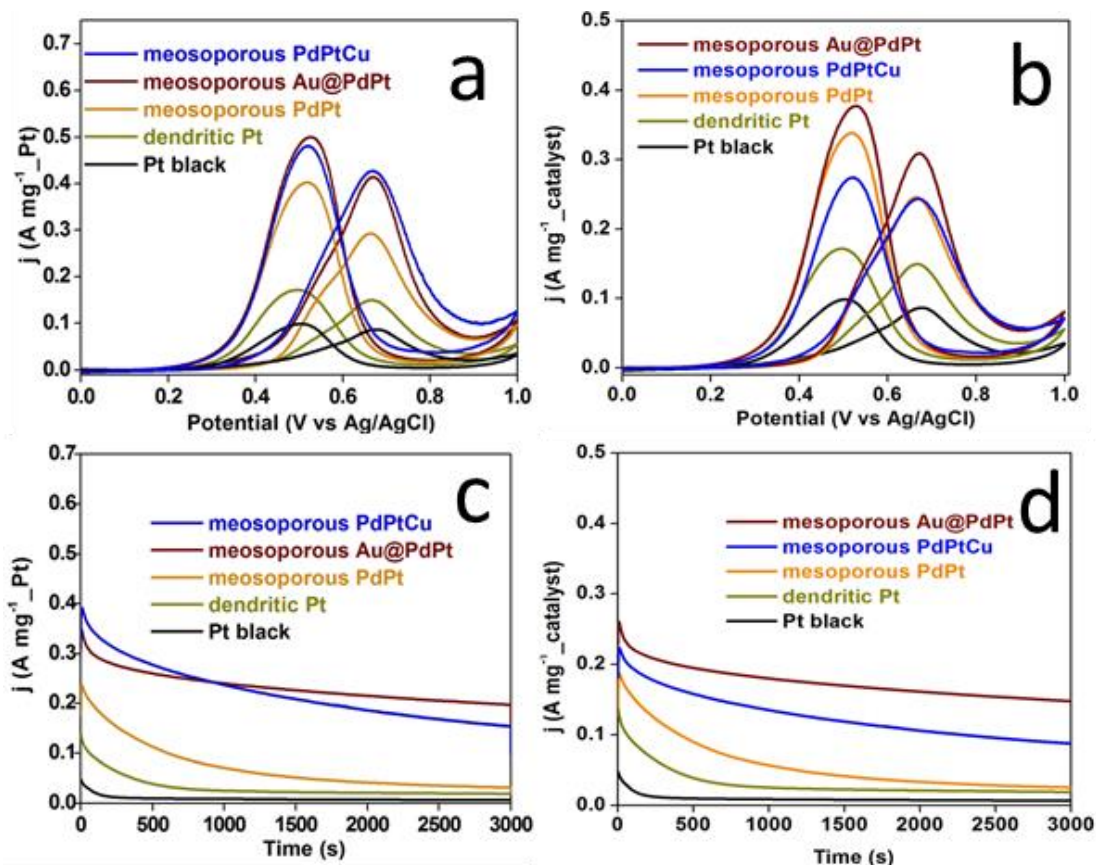 a
j (A mg⁻¹_Pt)
0.7
0.6
0.5
0.4
0.3
0.2
0.1
0.0
meosoporous PdPtCu
meosoporous Au@PdPt
meosoporous PdPt
dendritic Pt
Pt black
0.0 0.2 0.4 0.6 0.8 1.0
Potential (V vs Ag/AgCl)
b
j (A mg⁻¹_catalyst)
0.5
0.4
0.3
0.2
0.1
0.0
mesoporous Au@PdPt
mesoporous PdPtCu
mesoporous PdPt
dendritic Pt
Pt black
0.0 0.2 0.4 0.6 0.8 1.0
Potential (V vs Ag/AgCl)
c
j (A mg⁻¹_Pt)
0.7
0.6
0.5
0.4
0.3
0.2
0.1
0.0
meosoporous PdPtCu
meosoporous Au@PdPt
meosoporous PdPt
dendritic Pt
Pt black
0 500 1000 1500 2000 2500 3000
Time (s)
d
j (A mg⁻¹_catalyst)
0.5
0.4
0.3
0.2
0.1
0.0
mesoporous Au@PdPt
mesoporous PdPtCu
mesoporous PdPt
dendritic Pt
Pt black
0 500 1000 1500 2000 2500 3000
Time (s)